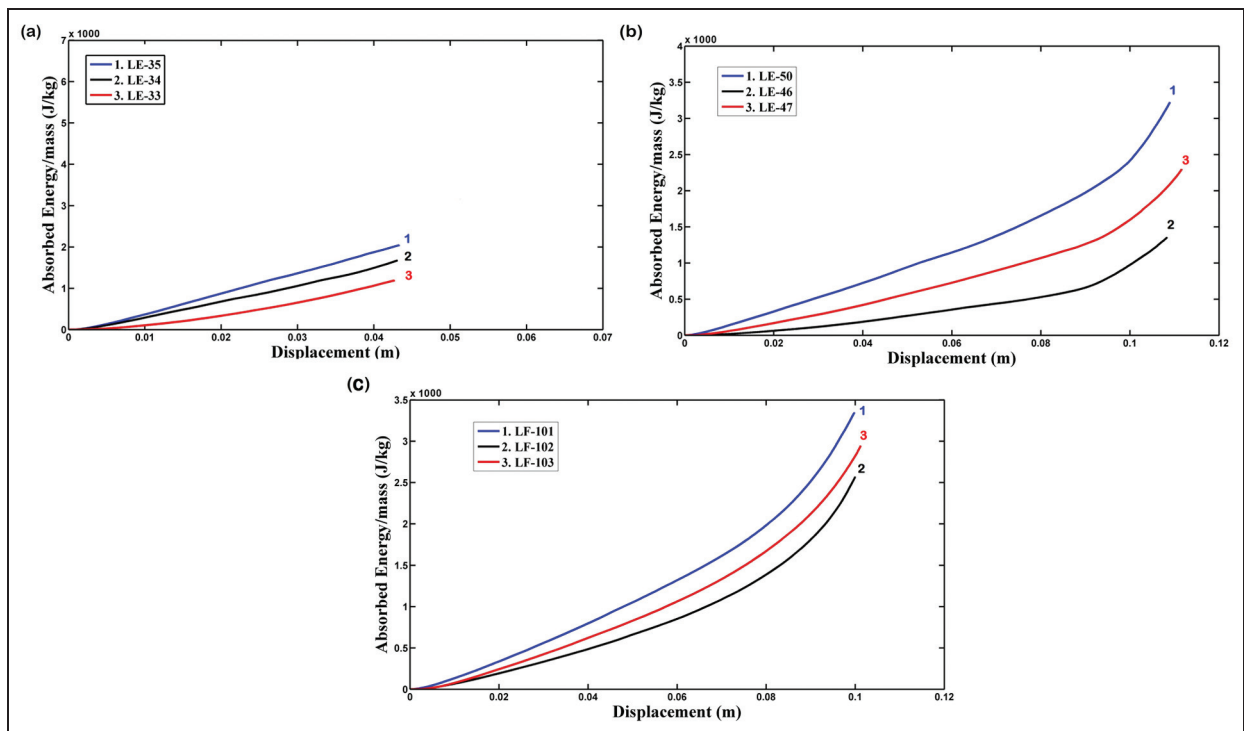 (a)
x 1000
7
6
5
4
3
2
1
0
Absorbed Energy/mass (J/kg)
1. LE-35
2. LE-34
3. LE-33
1
2
3
0 0.01 0.02 0.03 0.04 0.05 0.06 0.07
Displacement (m)
(b)
x 1000
4
3.5
3
2.5
2
1.5
1
0.5
0
Absorbed Energy/mass (J/kg)
1. LE-50
2. LE-46
3. LE-47
1
3
2
0 0.02 0.04 0.06 0.08 0.1 0.12
Displacement (m)
(c)
x 1000
3.5
3
2.5
2
1.5
1
0.5
0
Absorbed Energy/mass (J/kg)
1. LF-101
2. LF-102
3. LF-103
1
3
2
0 0.02 0.04 0.06 0.08 0.1 0.12
Displacement (m)